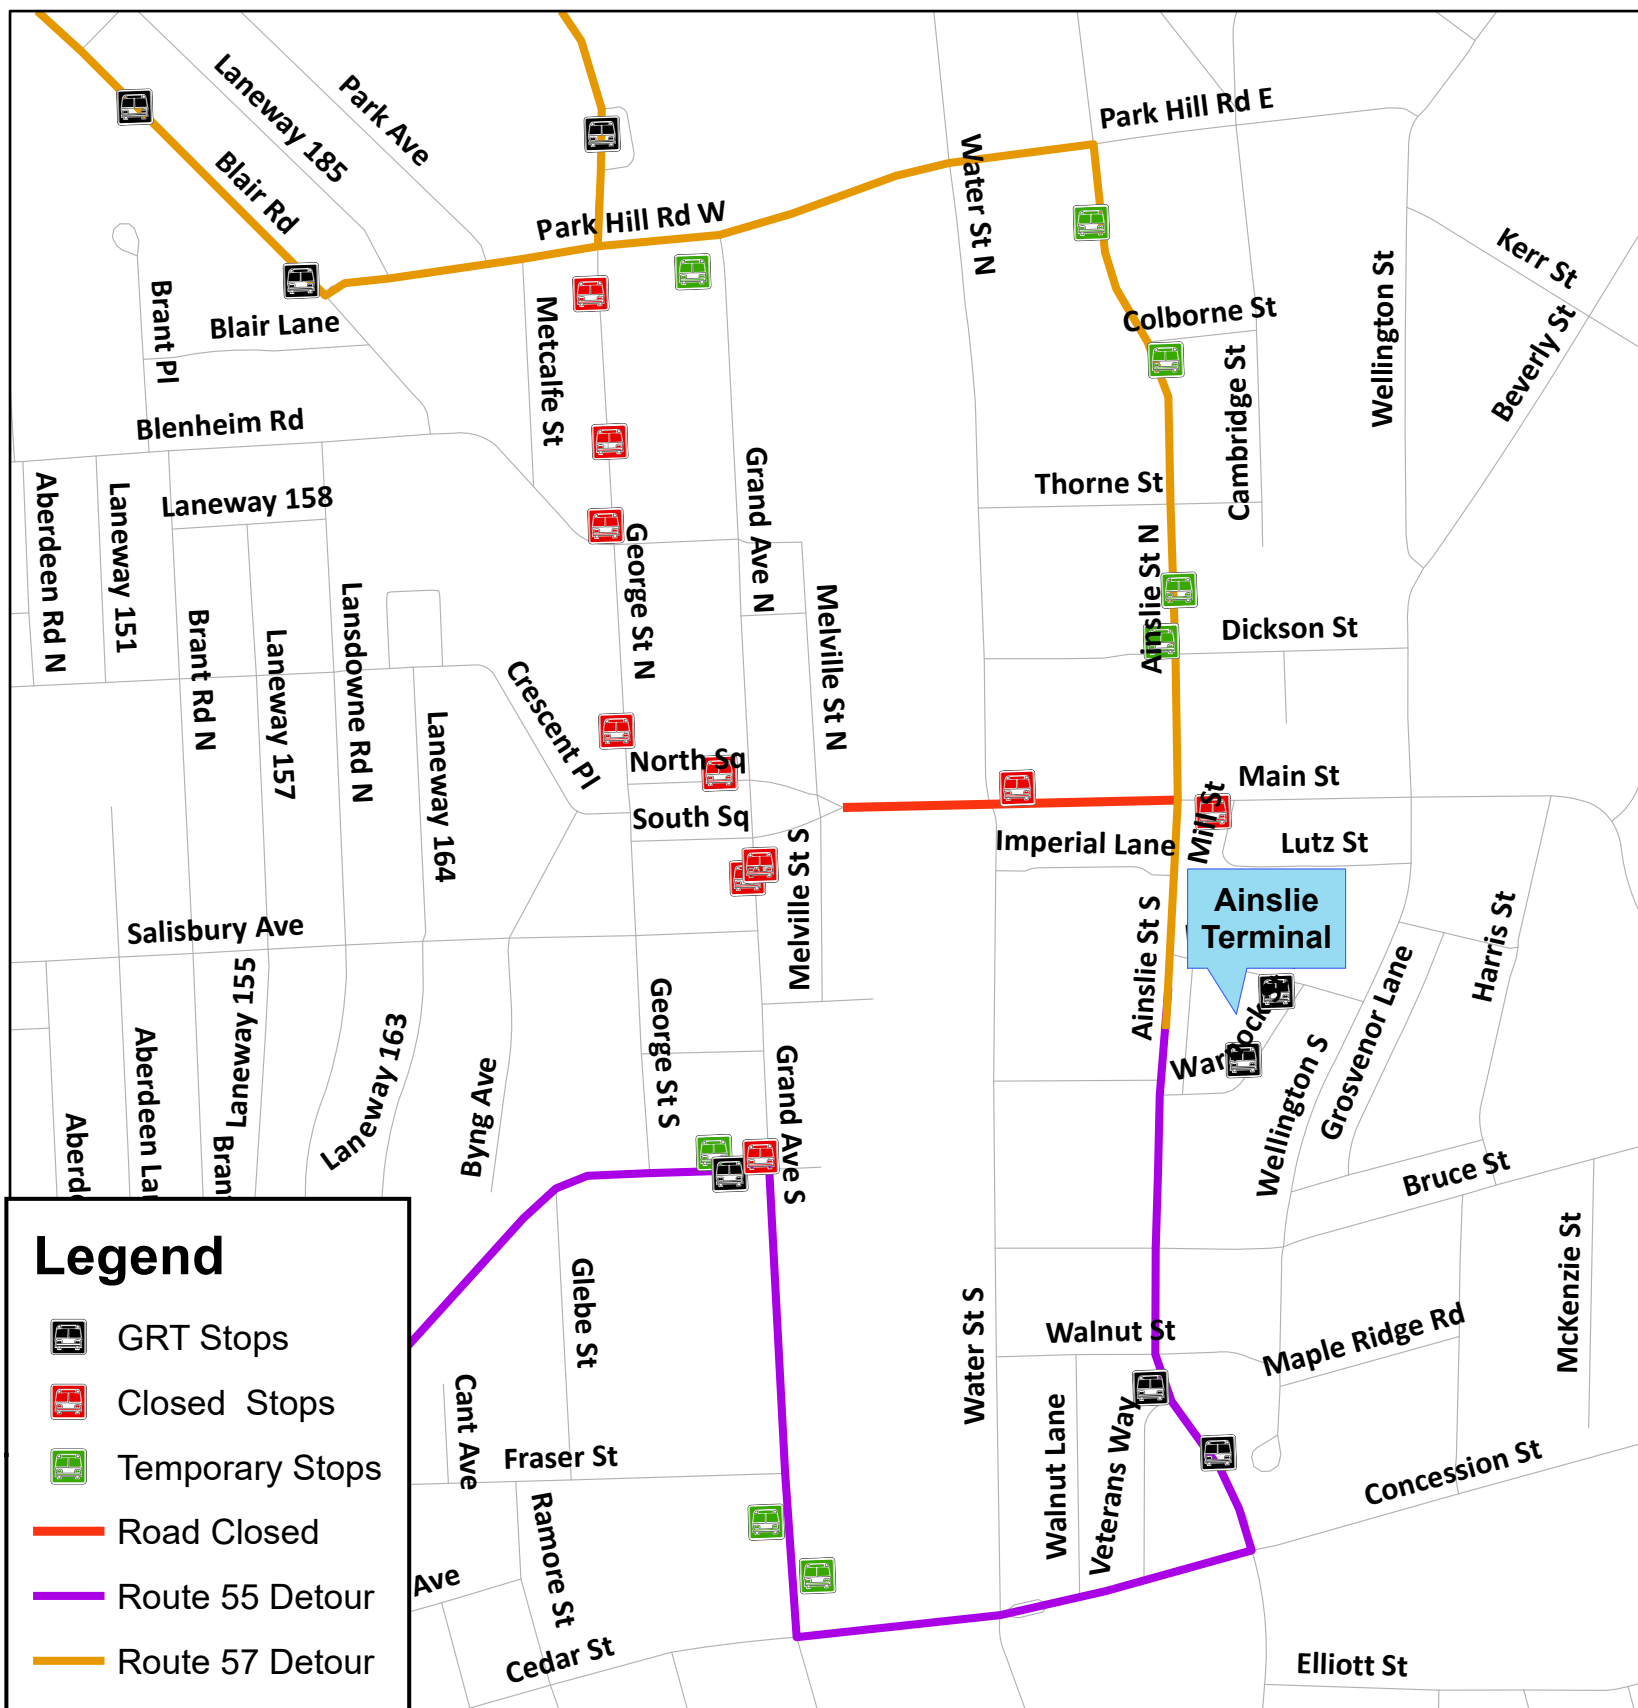 Laneway 185
Park Ave
Blair Rd
Park Hill Rd W
Park Hill Rd E
Water St N
Kerr St
Beverly St
Wellington St
Colborne St
Cambridge St
Brant Pl
Blair Lane
Metcalfe St
Blenheim Rd
Aberdeen Rd N
Laneway 151
Laneway 158
Grand Ave N
Thorne St
Ainslie St N
Dickson St
George St N
Melville St N
Brant Rd N
Laneway 157
Lansdowne Rd N
Laneway 164
Crescent Pl
North Sq
South Sq
Main St
Mill St
Imperial Lane
Lutz St
Melville St S
Ainslie
Terminal
Ainslie St S
Salisbury Ave
Laneway 155
Laneway 163
Aberdeen Lan
Aberde
Bran
Byng Ave
George St S
Grand Ave S
Wellington S
Grosvenor Lane
Harris St
Bruce St
McKenzie St
Glebe St
Water St S
Walnut St
Maple Ridge Rd
Cant Ave
Fraser St
Ramore St
Walnut Lane
Veterans Way
Concession St
Ave
Cedar St
Elliott St
Legend
GRT Stops
Closed Stops
Temporary Stops
Road Closed
Route 55 Detour
Route 57 Detour